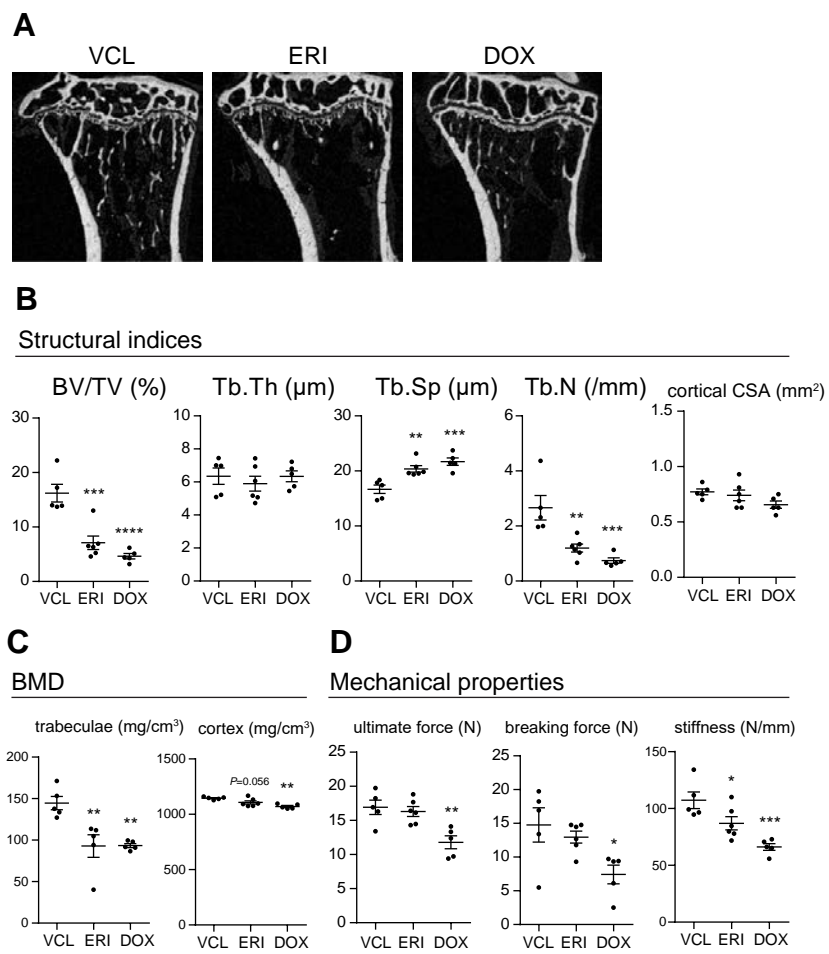 A
VCL ERI DOX
B
Structural indices
BV/TV (%) Tb.Th (µm) Tb.Sp (µm) Tb.N (/mm) cortical CSA (mm²)
30 10 30 6 1.5
8
20 20 4 1.0
6
4
10 10 2 0.5
2
0 0 0 0 0.0
*** **** ** *** ** ***
VCL ERI DOX VCL ERI DOX VCL ERI DOX VCL ERI DOX VCL ERI DOX
C D
BMD Mechanical properties
trabeculae (mg/cm³) cortex (mg/cm³) ultimate force (N) breaking force (N) stiffness (N/mm)
200 1500 25 25 150
150 1000 20 20 100
100 15 15
50 500 10 10 50
5 5
0 0 0 0 0
** ** P=0.056 ** ** * * ***
VCL ERI DOX VCL ERI DOX VCL ERI DOX VCL ERI DOX VCL ERI DOX